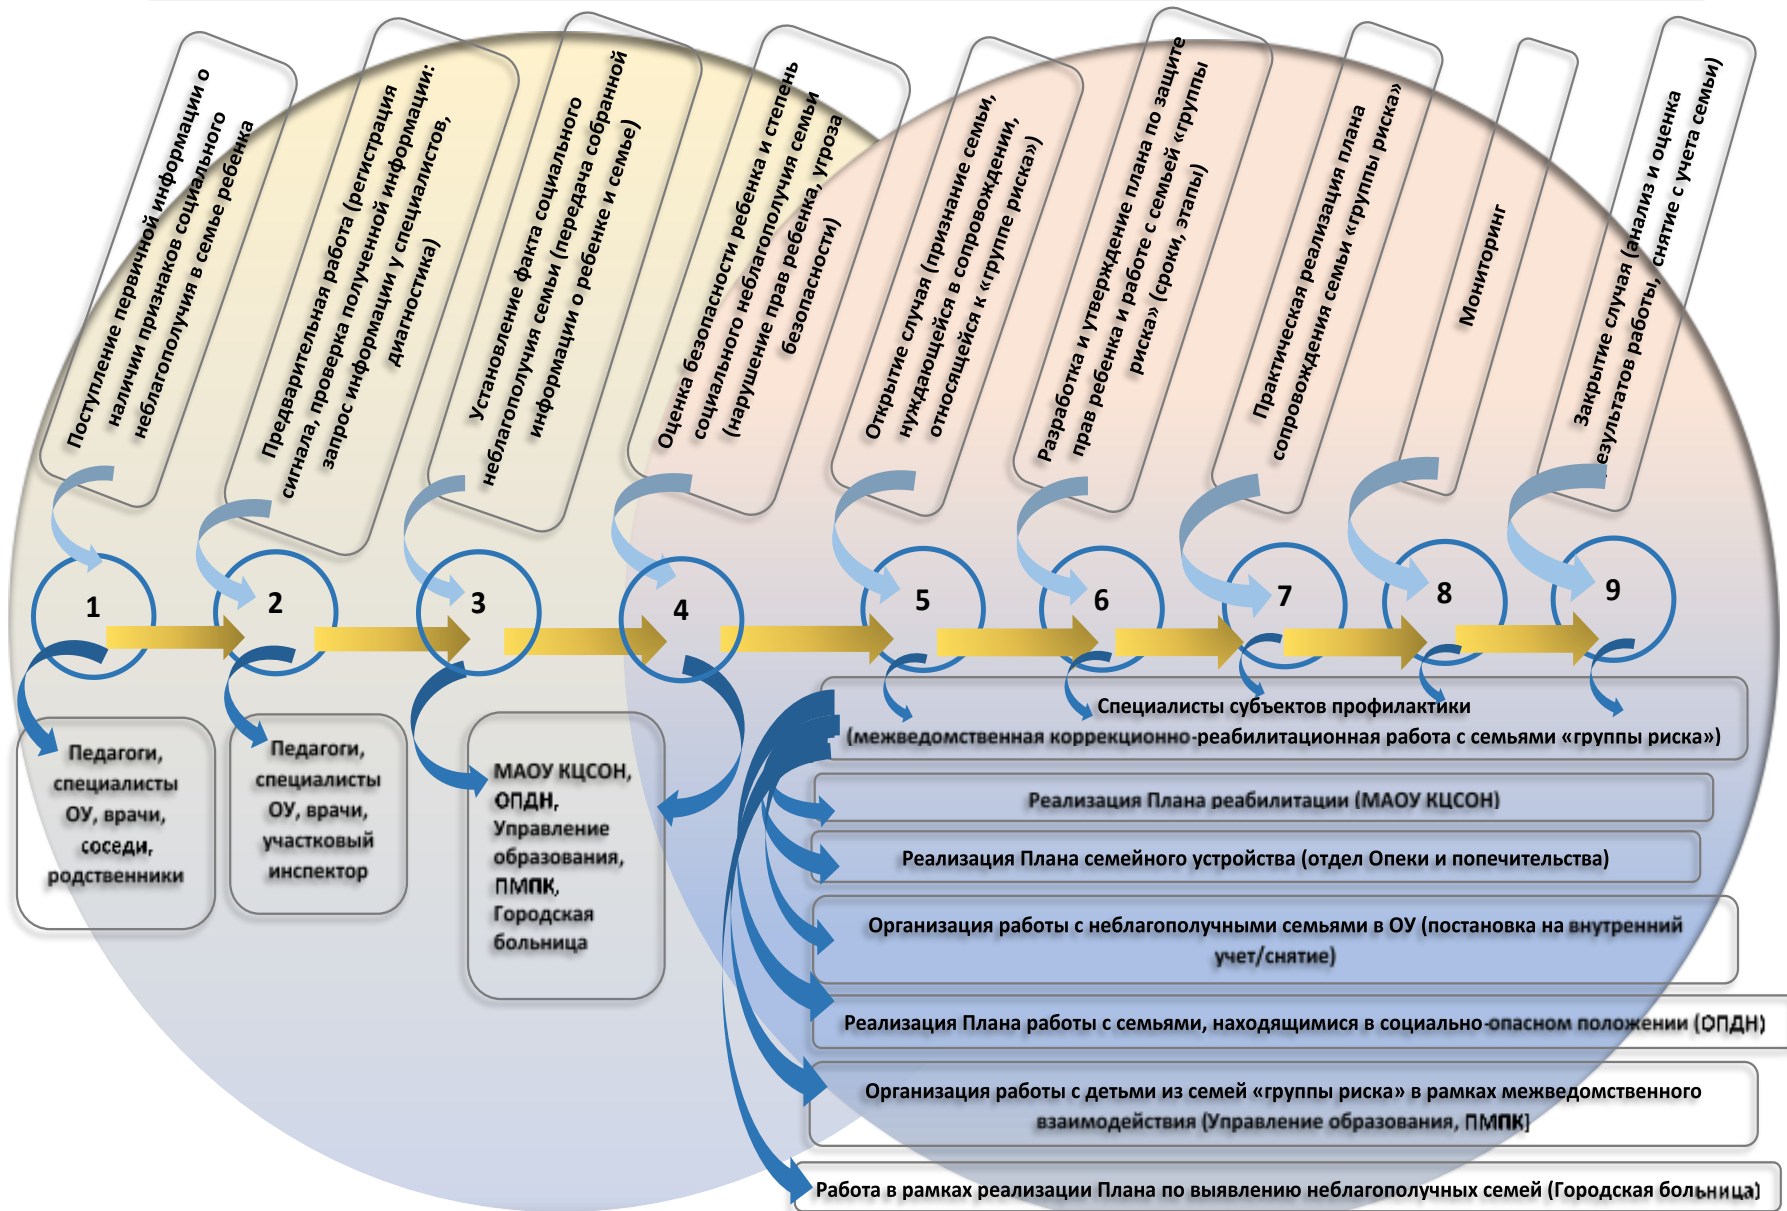 Поступление первичной информации о
наличии признаков социального
неблагополучия в семье ребенка
Предварительная работа (регистрация
сигнала, проверка полученной информации:
запрос информации у специалистов,
диагностика)
Установление факта социального
неблагополучия семьи (передача собранной
информации о ребенке и семье)
Оценка безопасности ребенка и степень
социального неблагополучия семьи
(нарушение прав ребенка, угроза
безопасности)
Открытие случая (признание семьи,
нуждающейся в сопровождении,
относящейся к «группе риска»)
Разработка и утверждение плана по защите
прав ребенка и работе с семьей «группы
риска» (сроки, этапы)
Практическая реализация плана
сопровождения семьи «группы риска»
Мониторинг
Закрытие случая (анализ и оценка
результатов работы, снятие с учета семьи)
1
2
3
4
5
6
7
8
9
Педагоги,
специалисты
ОУ, врачи,
соседи,
родственники
Педагоги,
специалисты
ОУ, врачи,
участковый
инспектор
МАОУ КЦСОН,
ОПДН,
Управление
образования,
ПМПК,
Городская
больница
Специалисты субъектов профилактики
(межведомственная коррекционно-реабилитационная работа с семьями «группы риска»)
Реализация Плана реабилитации (МАОУ КЦСОН)
Реализация Плана семейного устройства (отдел Опеки и попечительства)
Организация работы с неблагополучными семьями в ОУ (постановка на внутренний
учет/снятие)
Реализация Плана работы с семьями, находящимися в социально-опасном положении (ОПДН)
Организация работы с детьми из семей «группы риска» в рамках межведомственного
взаимодействия (Управление образования, ПМПК)
Работа в рамках реализации Плана по выявлению неблагополучных семей (Городская больница)